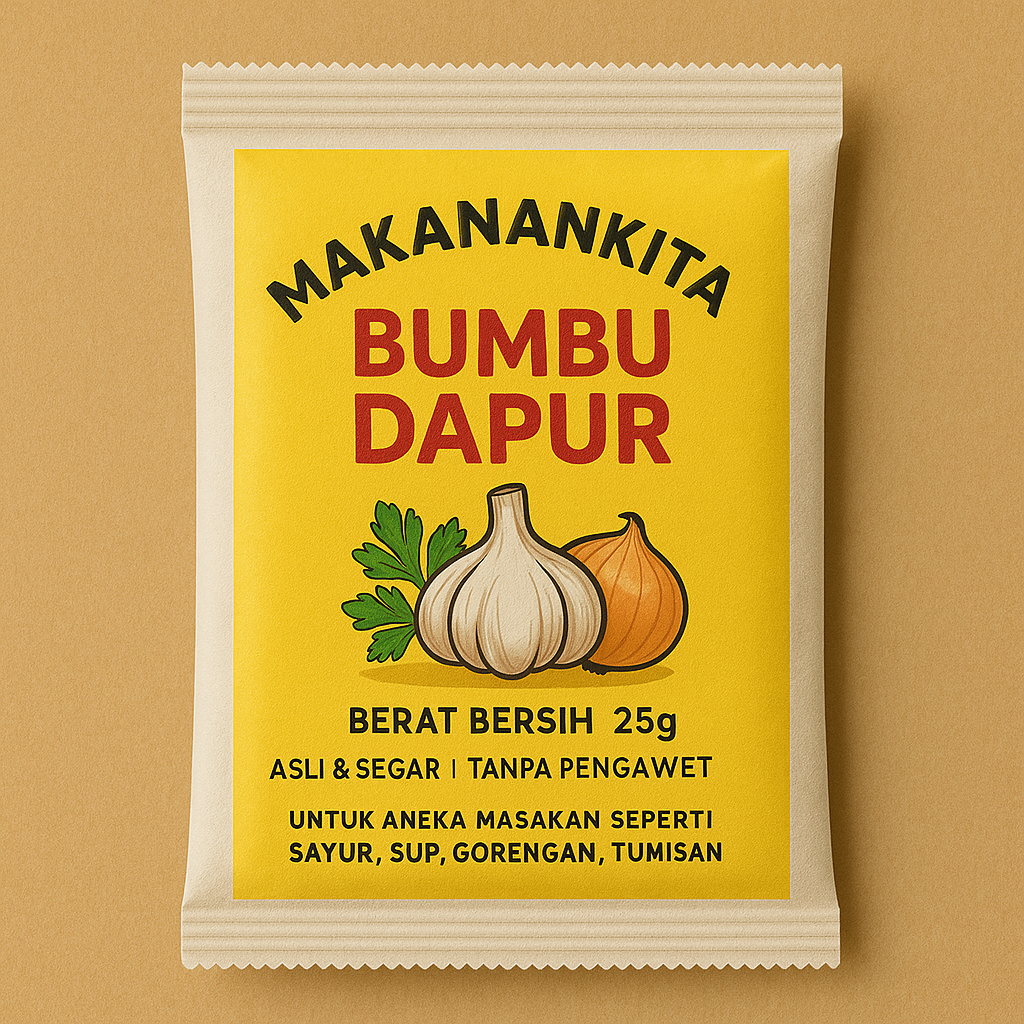 MAKANANKITA
BUMBU
DAPUR
BERAT BERSIH 25g
ASLI & SEGAR | TANPA PENGAWET
UNTUK ANEKA MASAKAN SEPERTI
SAYUR, SUP, GORENGAN, TUMISAN